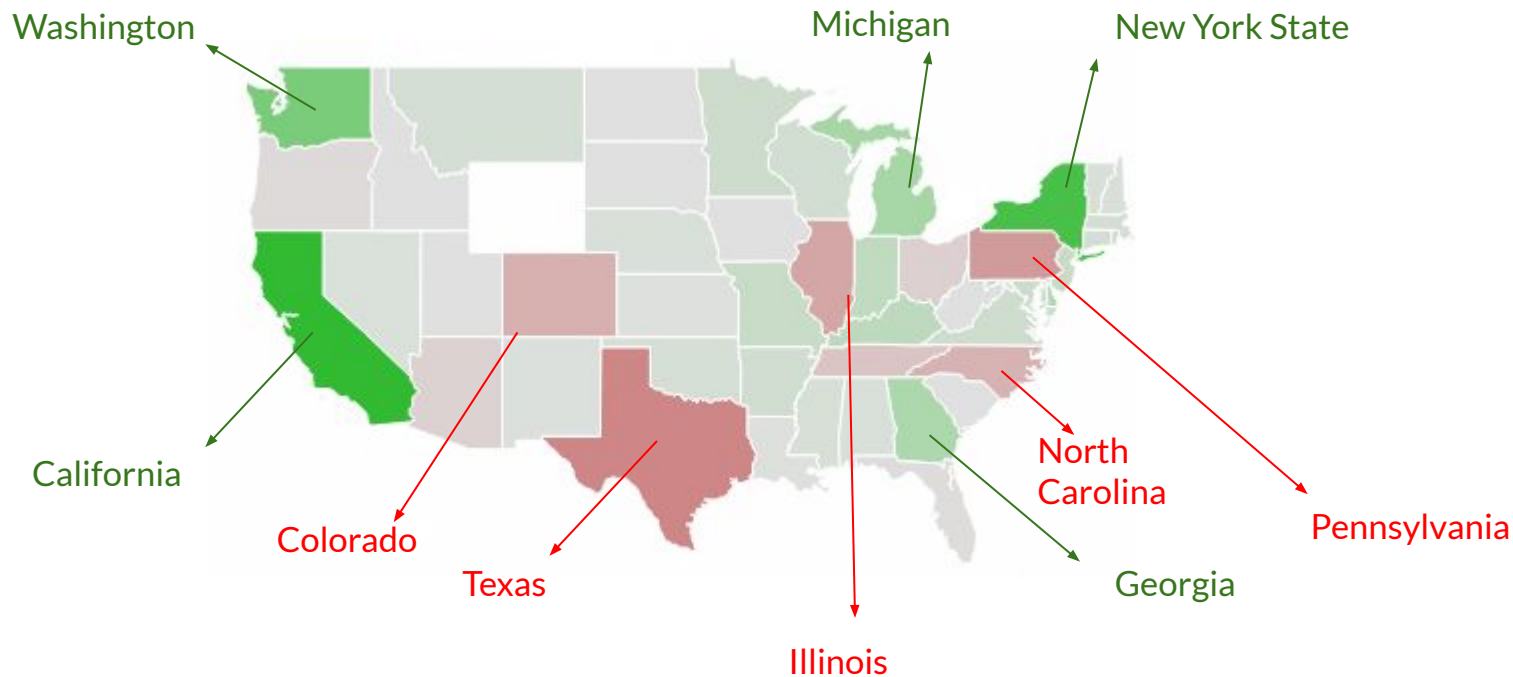 Washington
Michigan
New York State
California
Colorado
Texas
North
Carolina
Pennsylvania
Georgia
Illinois